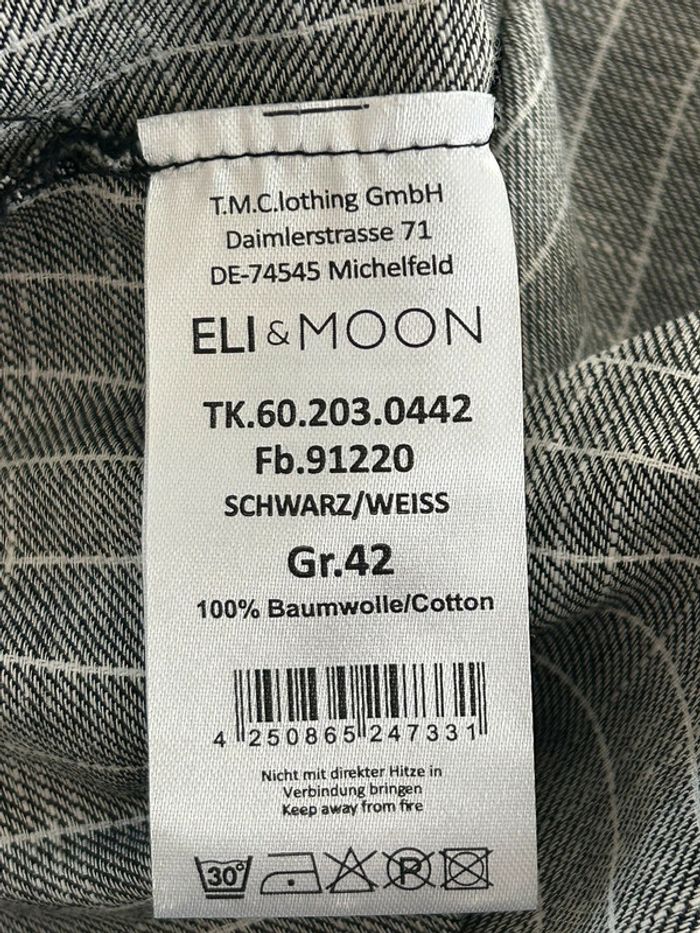 T.M.C.lothing GmbH
Daimlerstrasse 71
DE-74545 Michelfeld
ELI & MOON
TK.60.203.0442
Fb.91220
SCHWARZ/WEISS
Gr.42
100% Baumwolle/Cotton
4 250865 247331
Nicht mit direkter Hitze in
Verbindung bringen
Keep away from fire
30° P